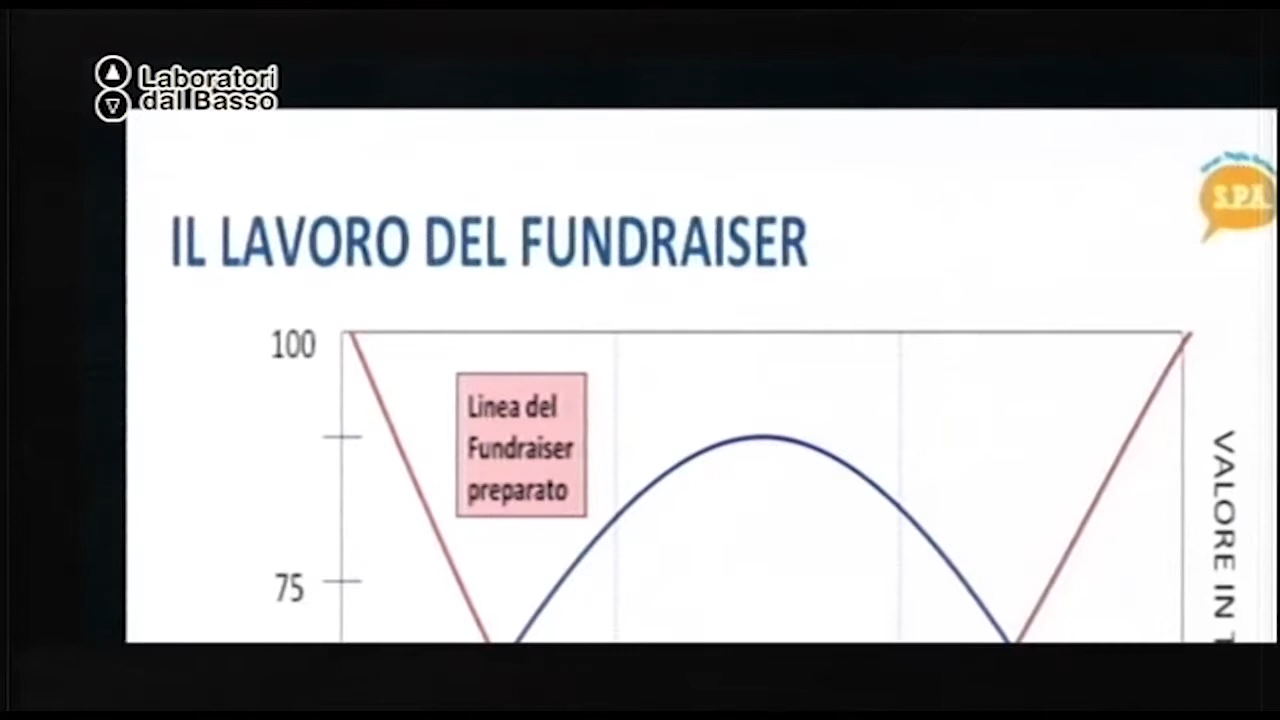 Laboratori
dal Basso
S.P.A.
IL LAVORO DEL FUNDRAISER
100
Linea del
Fundraiser
preparato
75
VALORE IN